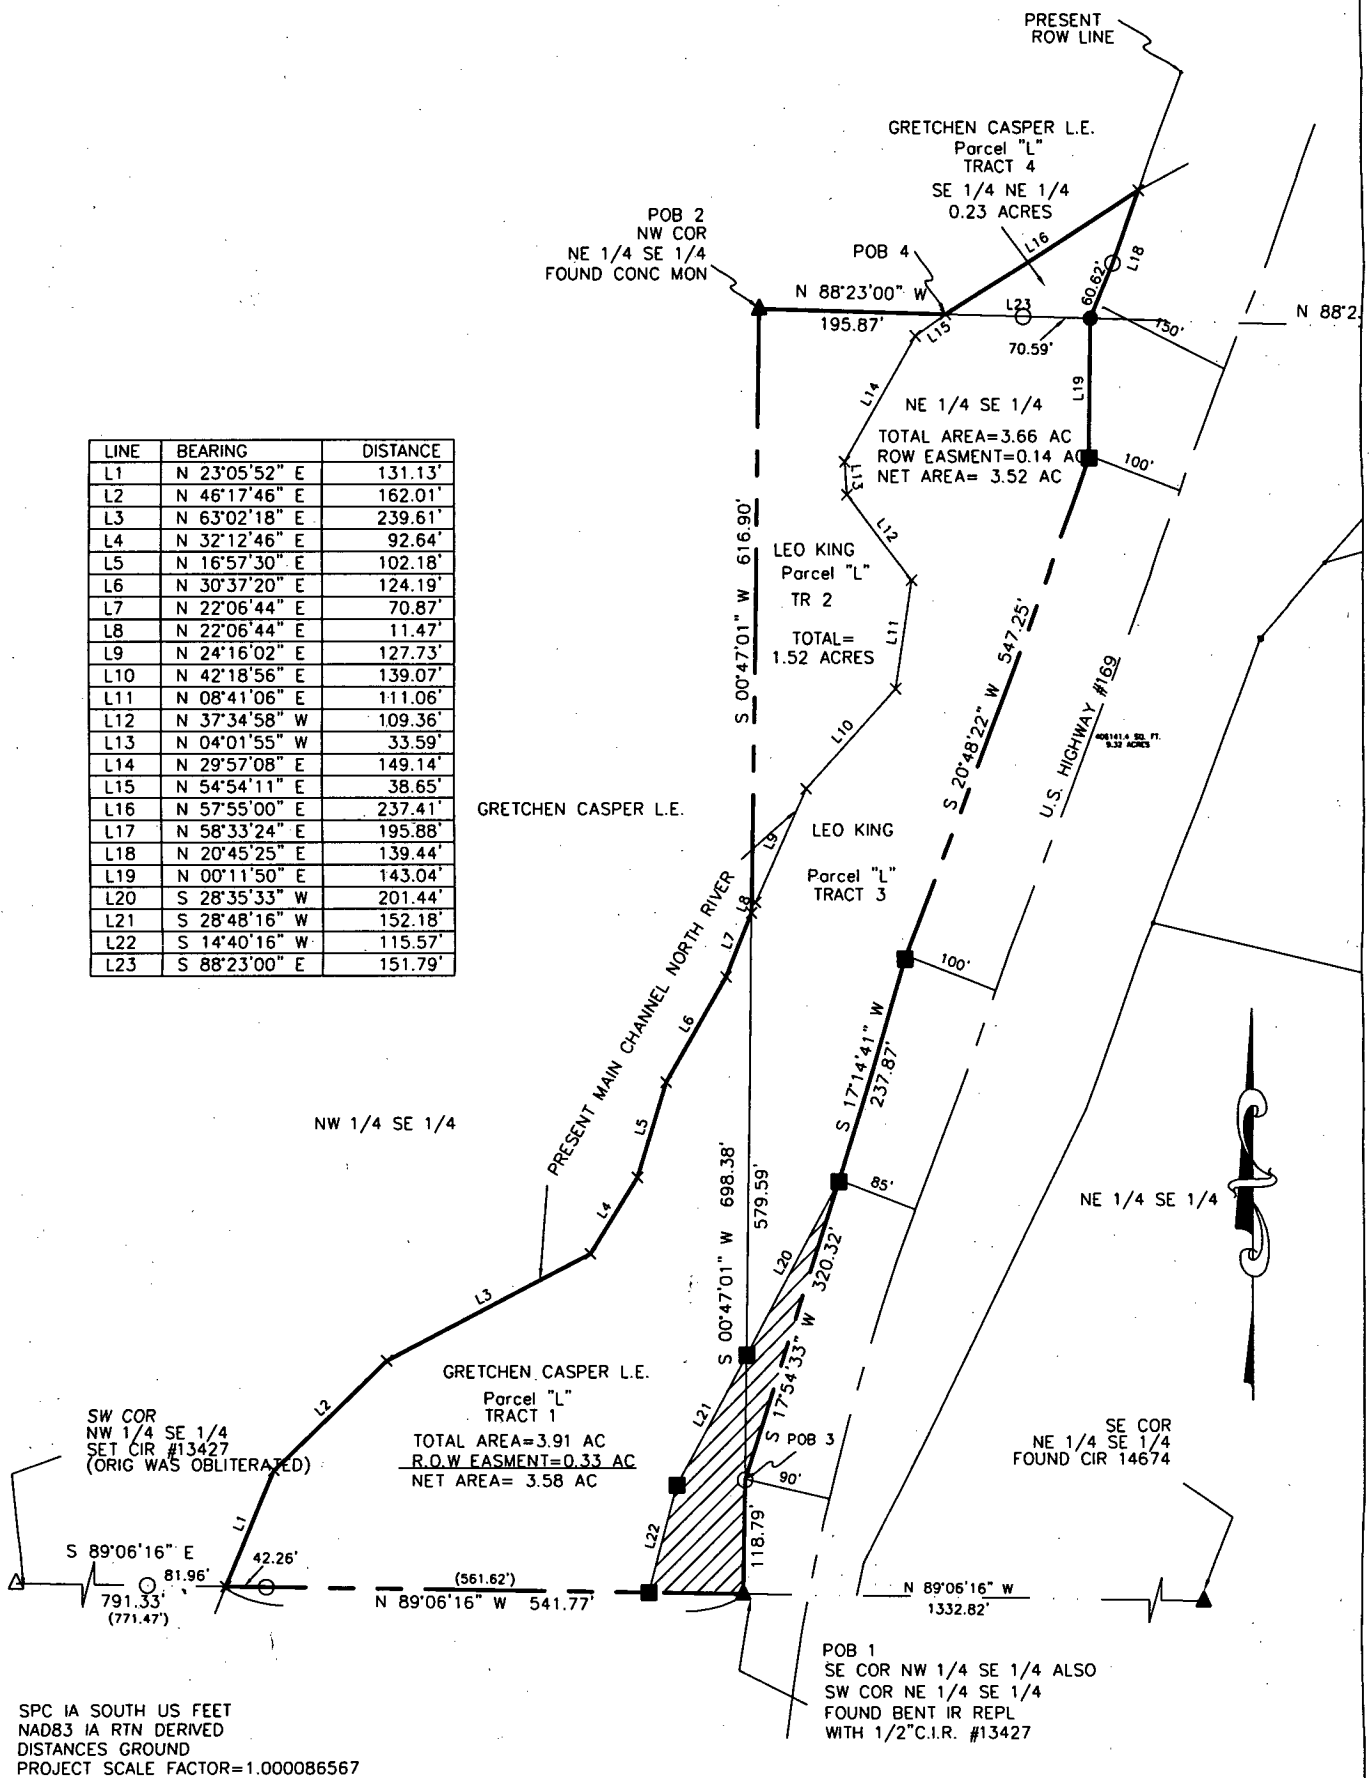 PRESENT
ROW LINE
GRETCHEN CASPER L.E.
Parcel "L"
TRACT 4
SE 1/4 NE 1/4
0.23 ACRES
POB 2
NW COR
NE 1/4 SE 1/4
FOUND CONC MON
POB 4
L16
L18
60.62'
N 88°23'00" W
195.87'
L23
70.59'
L15
150'
N 88°2
L14
L19
NE 1/4 SE 1/4
TOTAL AREA=3.66 AC
ROW EASMENT=0.14 AC
NET AREA= 3.52 AC
100'
L13
L12
LINE BEARING DISTANCE
L1 N 23°05'52" E 131.13'
L2 N 46°17'46" E 162.01'
L3 N 63°02'18" E 239.61'
L4 N 32°12'46" E 92.64'
L5 N 16°57'30" E 102.18'
L6 N 30°37'20" E 124.19'
L7 N 22°06'44" E 70.87'
L8 N 22°06'44" E 11.47'
L9 N 24°16'02" E 127.73'
L10 N 42°18'56" E 139.07'
L11 N 08°41'06" E 111.06'
L12 N 37°34'58" W 109.36'
L13 N 04°01'55" W 33.59'
L14 N 29°57'08" E 149.14'
L15 N 54°54'11" E 38.65'
L16 N 57°55'00" E 237.41'
L17 N 58°33'24" E 195.88'
L18 N 20°45'25" E 139.44'
L19 N 00°11'50" E 143.04'
L20 S 28°35'33" W 201.44'
L21 S 28°48'16" W 152.18'
L22 S 14°40'16" W 115.57'
L23 S 88°23'00" E 151.79'
S 00°47'01" W 616.90'
LEO KING
Parcel "L"
TR 2
TOTAL=
1.52 ACRES
L11
L10
S 20°48'22" W 547.25'
U.S. HIGHWAY #169
406141.4 SQ. FT.
9.32 ACRES
GRETCHEN CASPER L.E.
L9
LEO KING
Parcel "L"
TRACT 3
L8
L7
PRESENT MAIN CHANNEL NORTH RIVER
100'
L6
S 17°14'41" W
237.87'
NW 1/4 SE 1/4
L5
S 00°47'01" W 698.38'
579.59'
85'
NE 1/4 SE 1/4
L4
L20
320.32'
S 17°54'33" W
L3
GRETCHEN CASPER L.E.
Parcel "L"
TRACT 1
TOTAL AREA=3.91 AC
R.O.W EASMENT=0.33 AC
NET AREA= 3.58 AC
L21
L2
SW COR
NW 1/4 SE 1/4
SET CIR #13427
(ORIG WAS OBLITERATED)
POB 3
90'
SE COR
NE 1/4 SE 1/4
FOUND CIR 14674
L1
L22
118.79'
S 89°06'16" E
81.96'
42.26'
791.33'
(771.47')
(561.62')
N 89°06'16" W 541.77'
N 89°06'16" W
1332.82'
POB 1
SE COR NW 1/4 SE 1/4 ALSO
SW COR NE 1/4 SE 1/4
FOUND BENT IR REPL
WITH 1/2"C.I.R. #13427
SPC IA SOUTH US FEET
NAD83 IA RTN DERIVED
DISTANCES GROUND
PROJECT SCALE FACTOR=1.000086567